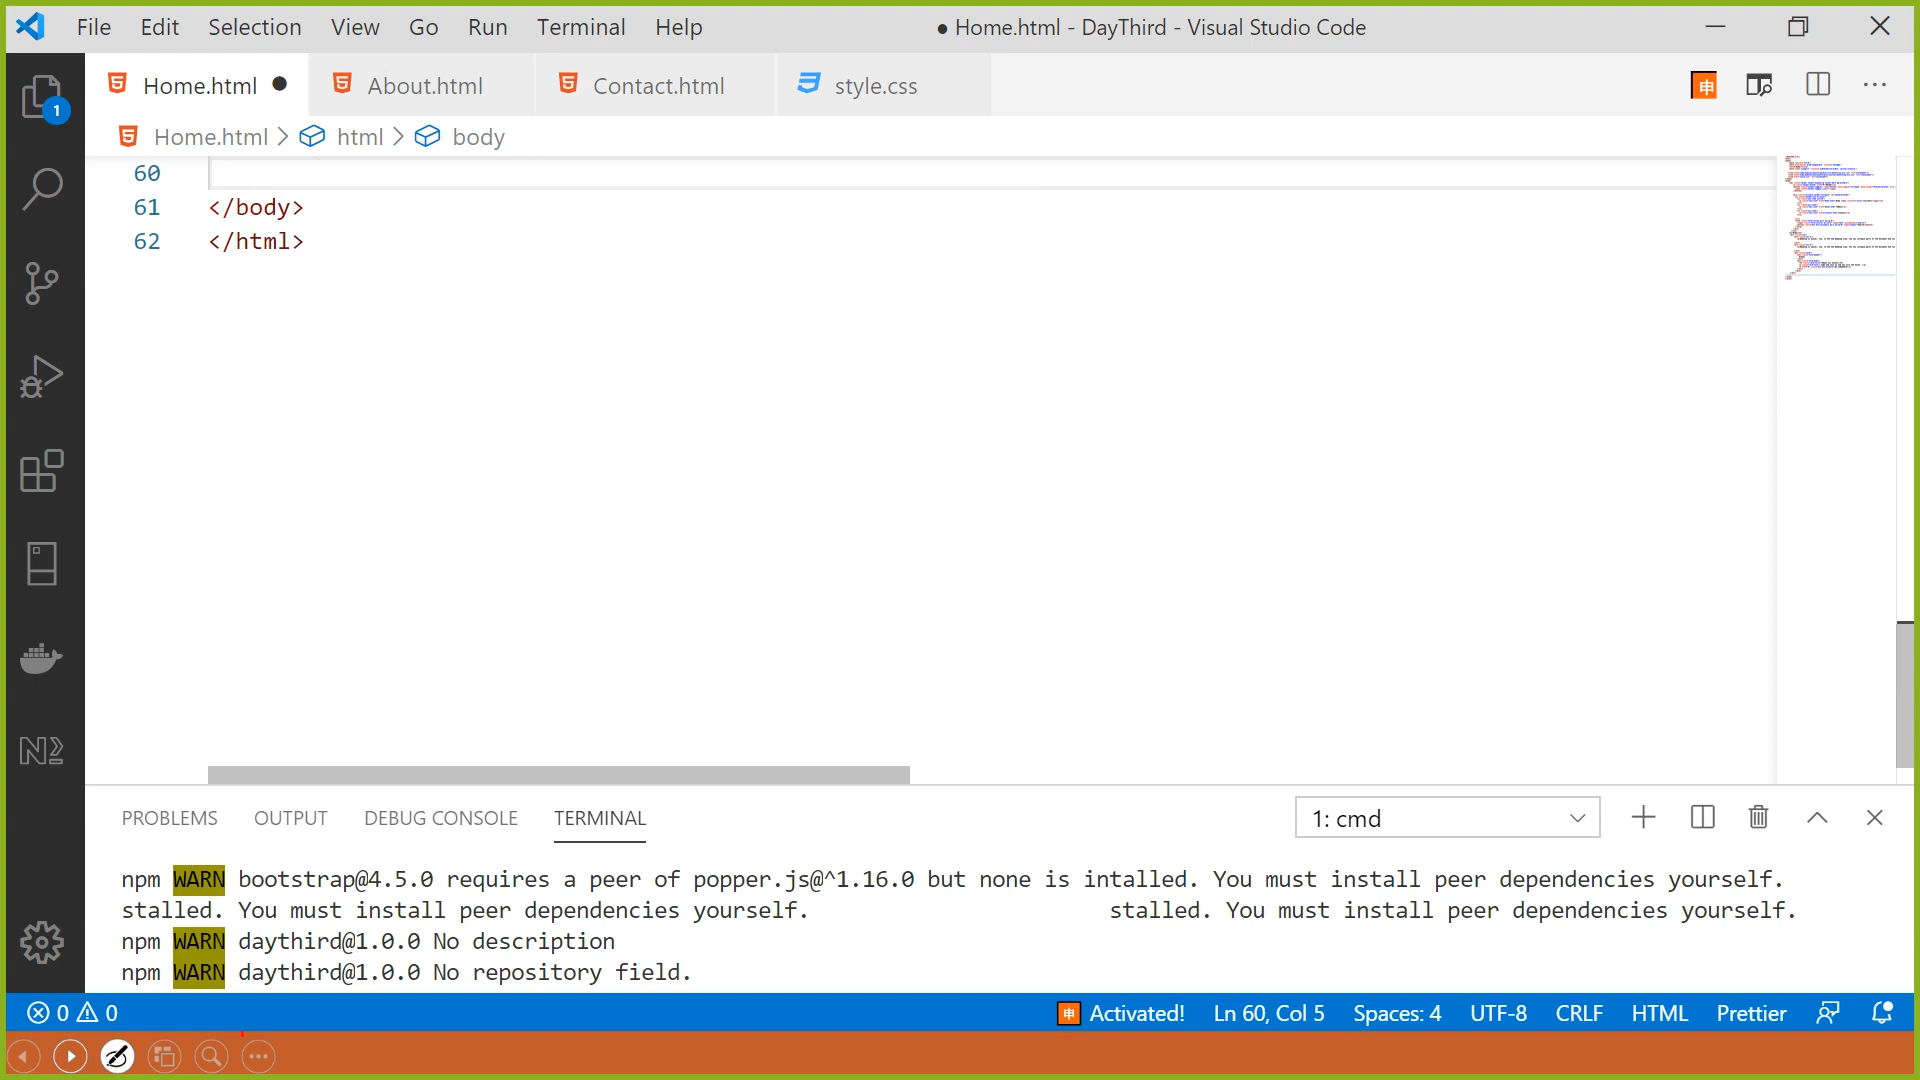 File Edit Selection View Go Run Terminal Help ● Home.html - DayThird - Visual Studio Code
Home.html ● About.html Contact.html style.css
1
Home.html > html > body
60
61 </body>
62 </html>
PROBLEMS OUTPUT DEBUG CONSOLE TERMINAL 1: cmd
npm WARN bootstrap@4.5.0 requires a peer of popper.js@^1.16.0 but none is intalled. You must install peer dependencies yourself.
stalled. You must install peer dependencies yourself. stalled. You must install peer dependencies yourself.
npm WARN daythird@1.0.0 No description
npm WARN daythird@1.0.0 No repository field.
0 0 Activated! Ln 60, Col 5 Spaces: 4 UTF-8 CRLF HTML Prettier